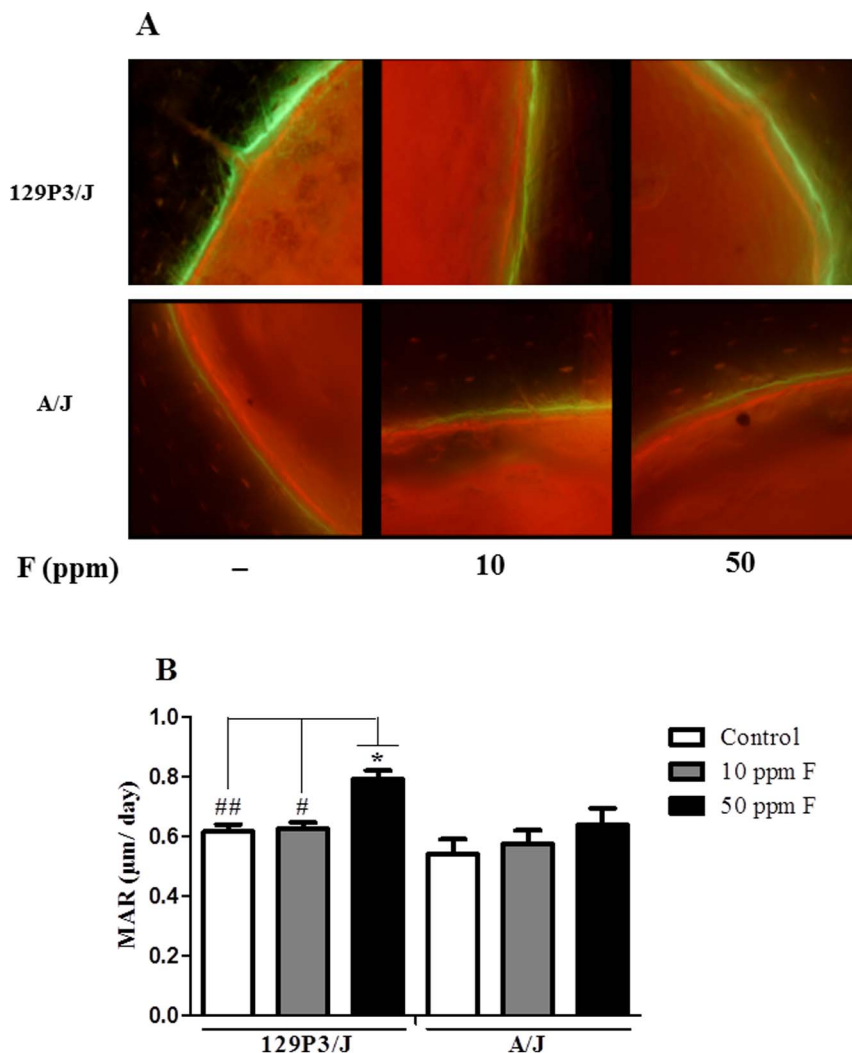 A
129P3/J
A/J
F (ppm) – 10 50
B
MAR (µm/ day)
1.0
0.8
0.6
0.4
0.2
0.0
## # *
Control
10 ppm F
50 ppm F
129P3/J A/J